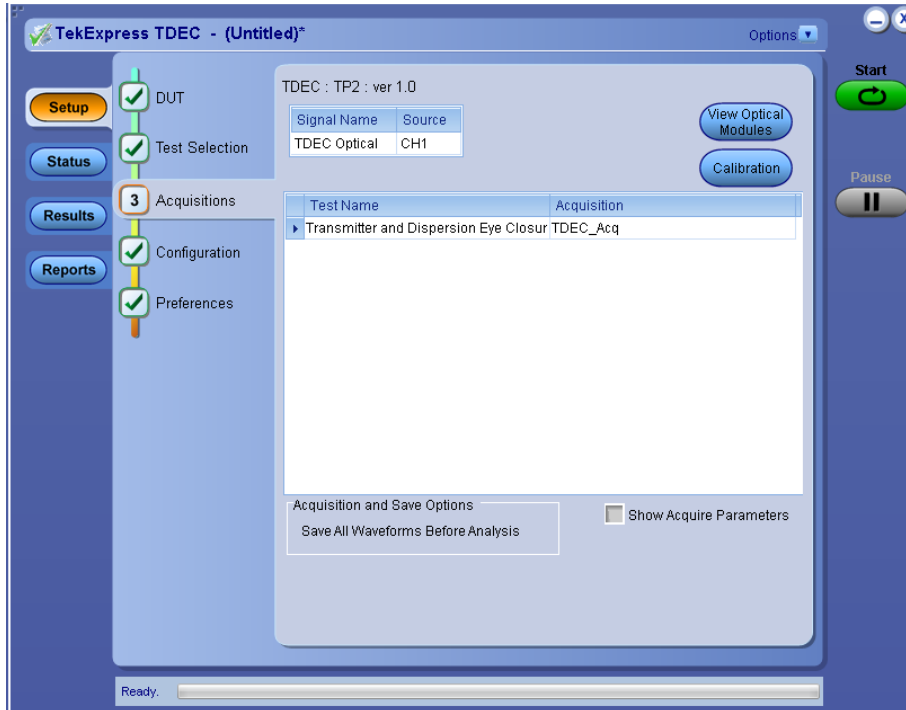 TekExpress TDEC - (Untitled)*
Options
Start
Pause
Setup
Status
Results
Reports
DUT
Test Selection
3 Acquisitions
Configuration
Preferences
TDEC : TP2 : ver 1.0
Signal Name Source
TDEC Optical CH1
View Optical
Modules
Calibration
Test Name Acquisition
Transmitter and Dispersion Eye Closur TDEC_Acq
Acquisition and Save Options
Save All Waveforms Before Analysis
Show Acquire Parameters
Ready.